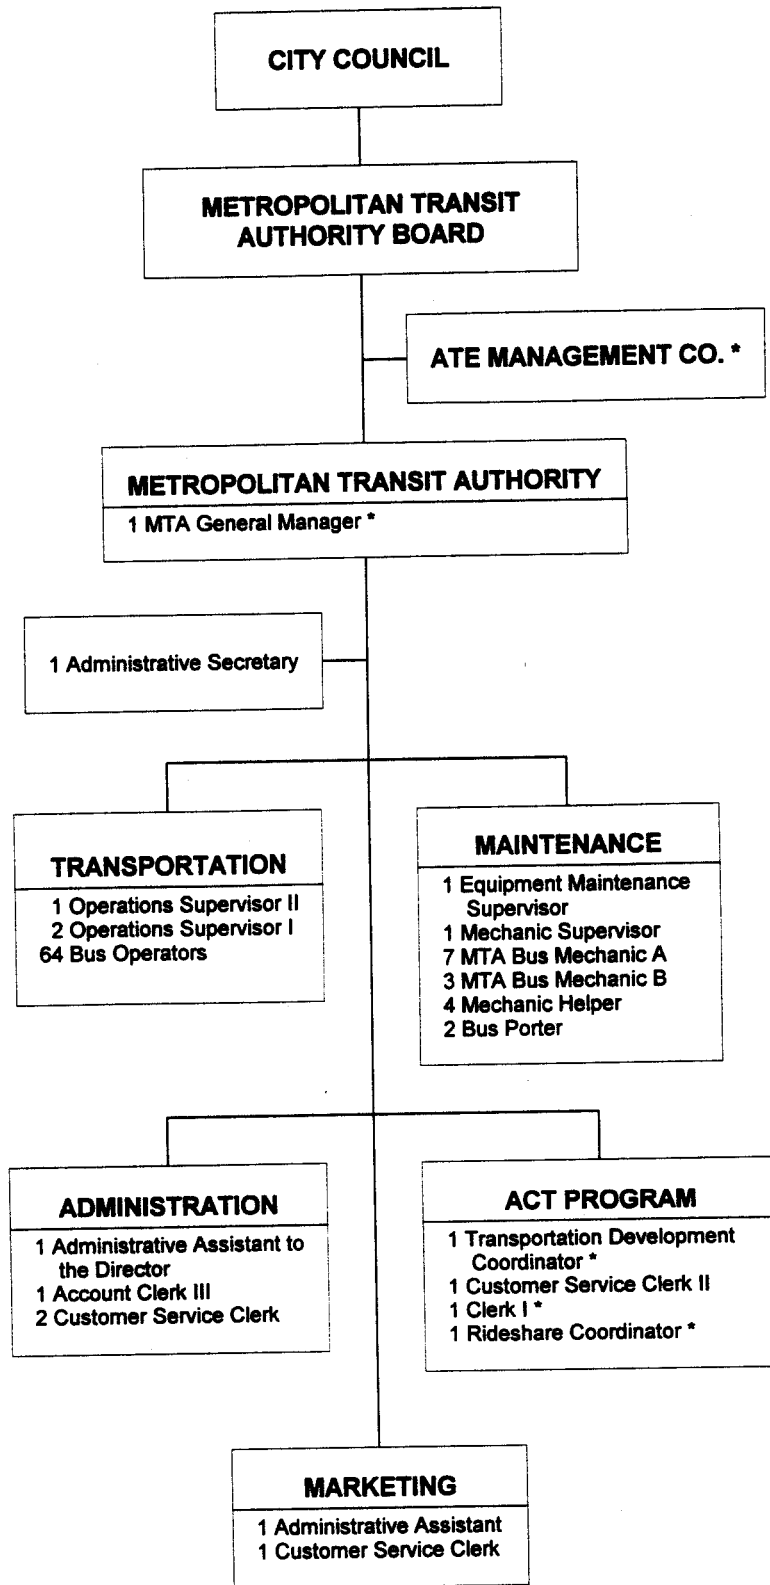 CITY COUNCIL
METROPOLITAN TRANSIT
AUTHORITY BOARD
ATE MANAGEMENT CO. *
METROPOLITAN TRANSIT AUTHORITY
1 MTA General Manager *
1 Administrative Secretary
TRANSPORTATION
1 Operations Supervisor II
2 Operations Supervisor I
64 Bus Operators
MAINTENANCE
1 Equipment Maintenance
Supervisor
1 Mechanic Supervisor
7 MTA Bus Mechanic A
3 MTA Bus Mechanic B
4 Mechanic Helper
2 Bus Porter
ADMINISTRATION
1 Administrative Assistant to
the Director
1 Account Clerk III
2 Customer Service Clerk
ACT PROGRAM
1 Transportation Development
Coordinator *
1 Customer Service Clerk II
1 Clerk I *
1 Rideshare Coordinator *
MARKETING
1 Administrative Assistant
1 Customer Service Clerk